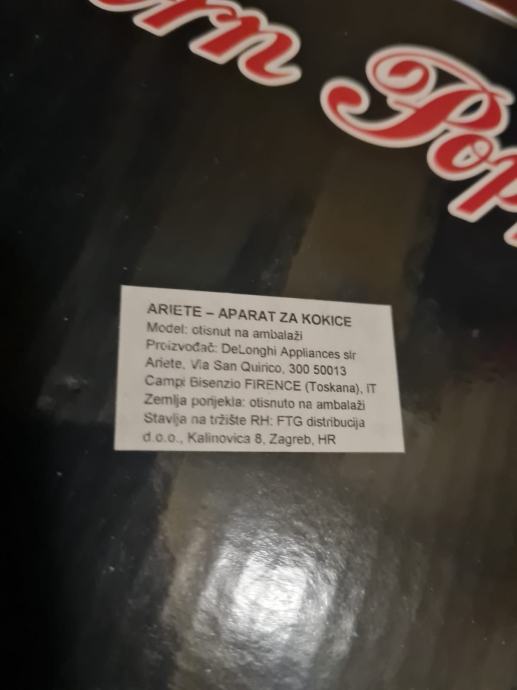 orn Pop
ARIETE – APARAT ZA KOKICE
Model: otisnut na ambalaži
Proizvođač: DeLonghi Appliances slr
Ariete, Via San Quirico, 300 50013
Campi Bisenzio FIRENCE (Toskana), IT
Zemlja porijekla: otisnuto na ambalaži
Stavlja na tržište RH: FTG distribucija
d.o.o., Kalinovica 8, Zagreb, HR